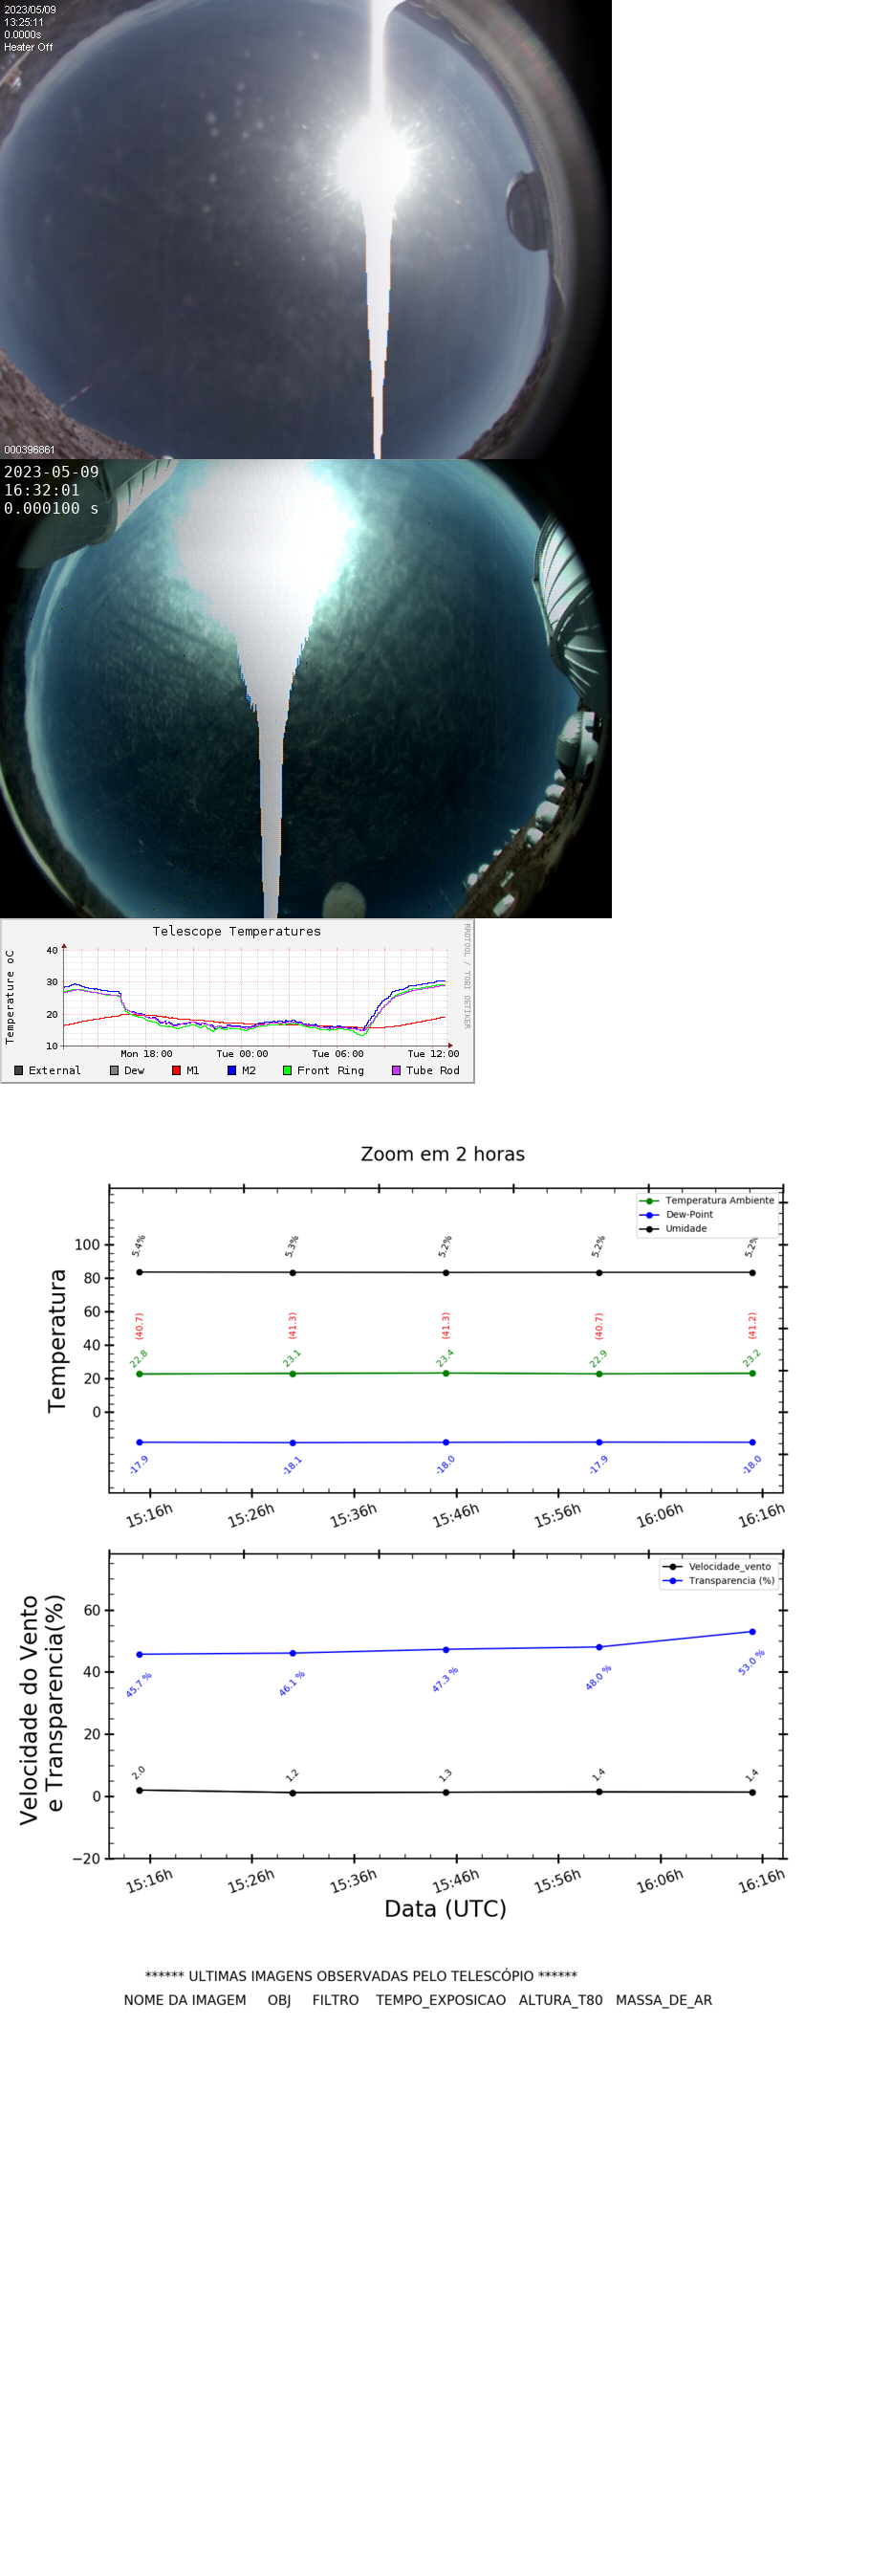 2023/05/09
13:25:11
0.0000s
Heater Off
000396861
2023-05-09
16:32:01
0.000100 s
Telescope Temperatures
RRDTOOL / TOBI OETIKER
Temperature oC
40
30
20
10
Mon 18:00 Tue 00:00 Tue 06:00 Tue 12:00
External Dew M1 M2 Front Ring Tube Rod
Zoom em 2 horas
Temperatura Ambiente
Dew-Point
Umidade
Temperatura
100
80
60
40
20
0
5.4% 5.3% 5.2% 5.2% 5.2%
(40.7) (41.3) (41.3) (40.7) (41.2)
22.8 23.1 23.4 22.9 23.2
-17.9 -18.1 -18.0 -17.9 -18.0
15:16h 15:26h 15:36h 15:46h 15:56h 16:06h 16:16h
Velocidade_vento
Transparencia (%)
Velocidade do Vento
e Transparencia(%)
60
40
20
0
−20
45.7 % 46.1 % 47.3 % 48.0 % 53.0 %
2.0 1.2 1.3 1.4 1.4
15:16h 15:26h 15:36h 15:46h 15:56h 16:06h 16:16h
Data (UTC)
****** ULTIMAS IMAGENS OBSERVADAS PELO TELESCÓPIO ******
NOME DA IMAGEM OBJ FILTRO TEMPO_EXPOSICAO ALTURA_T80 MASSA_DE_AR